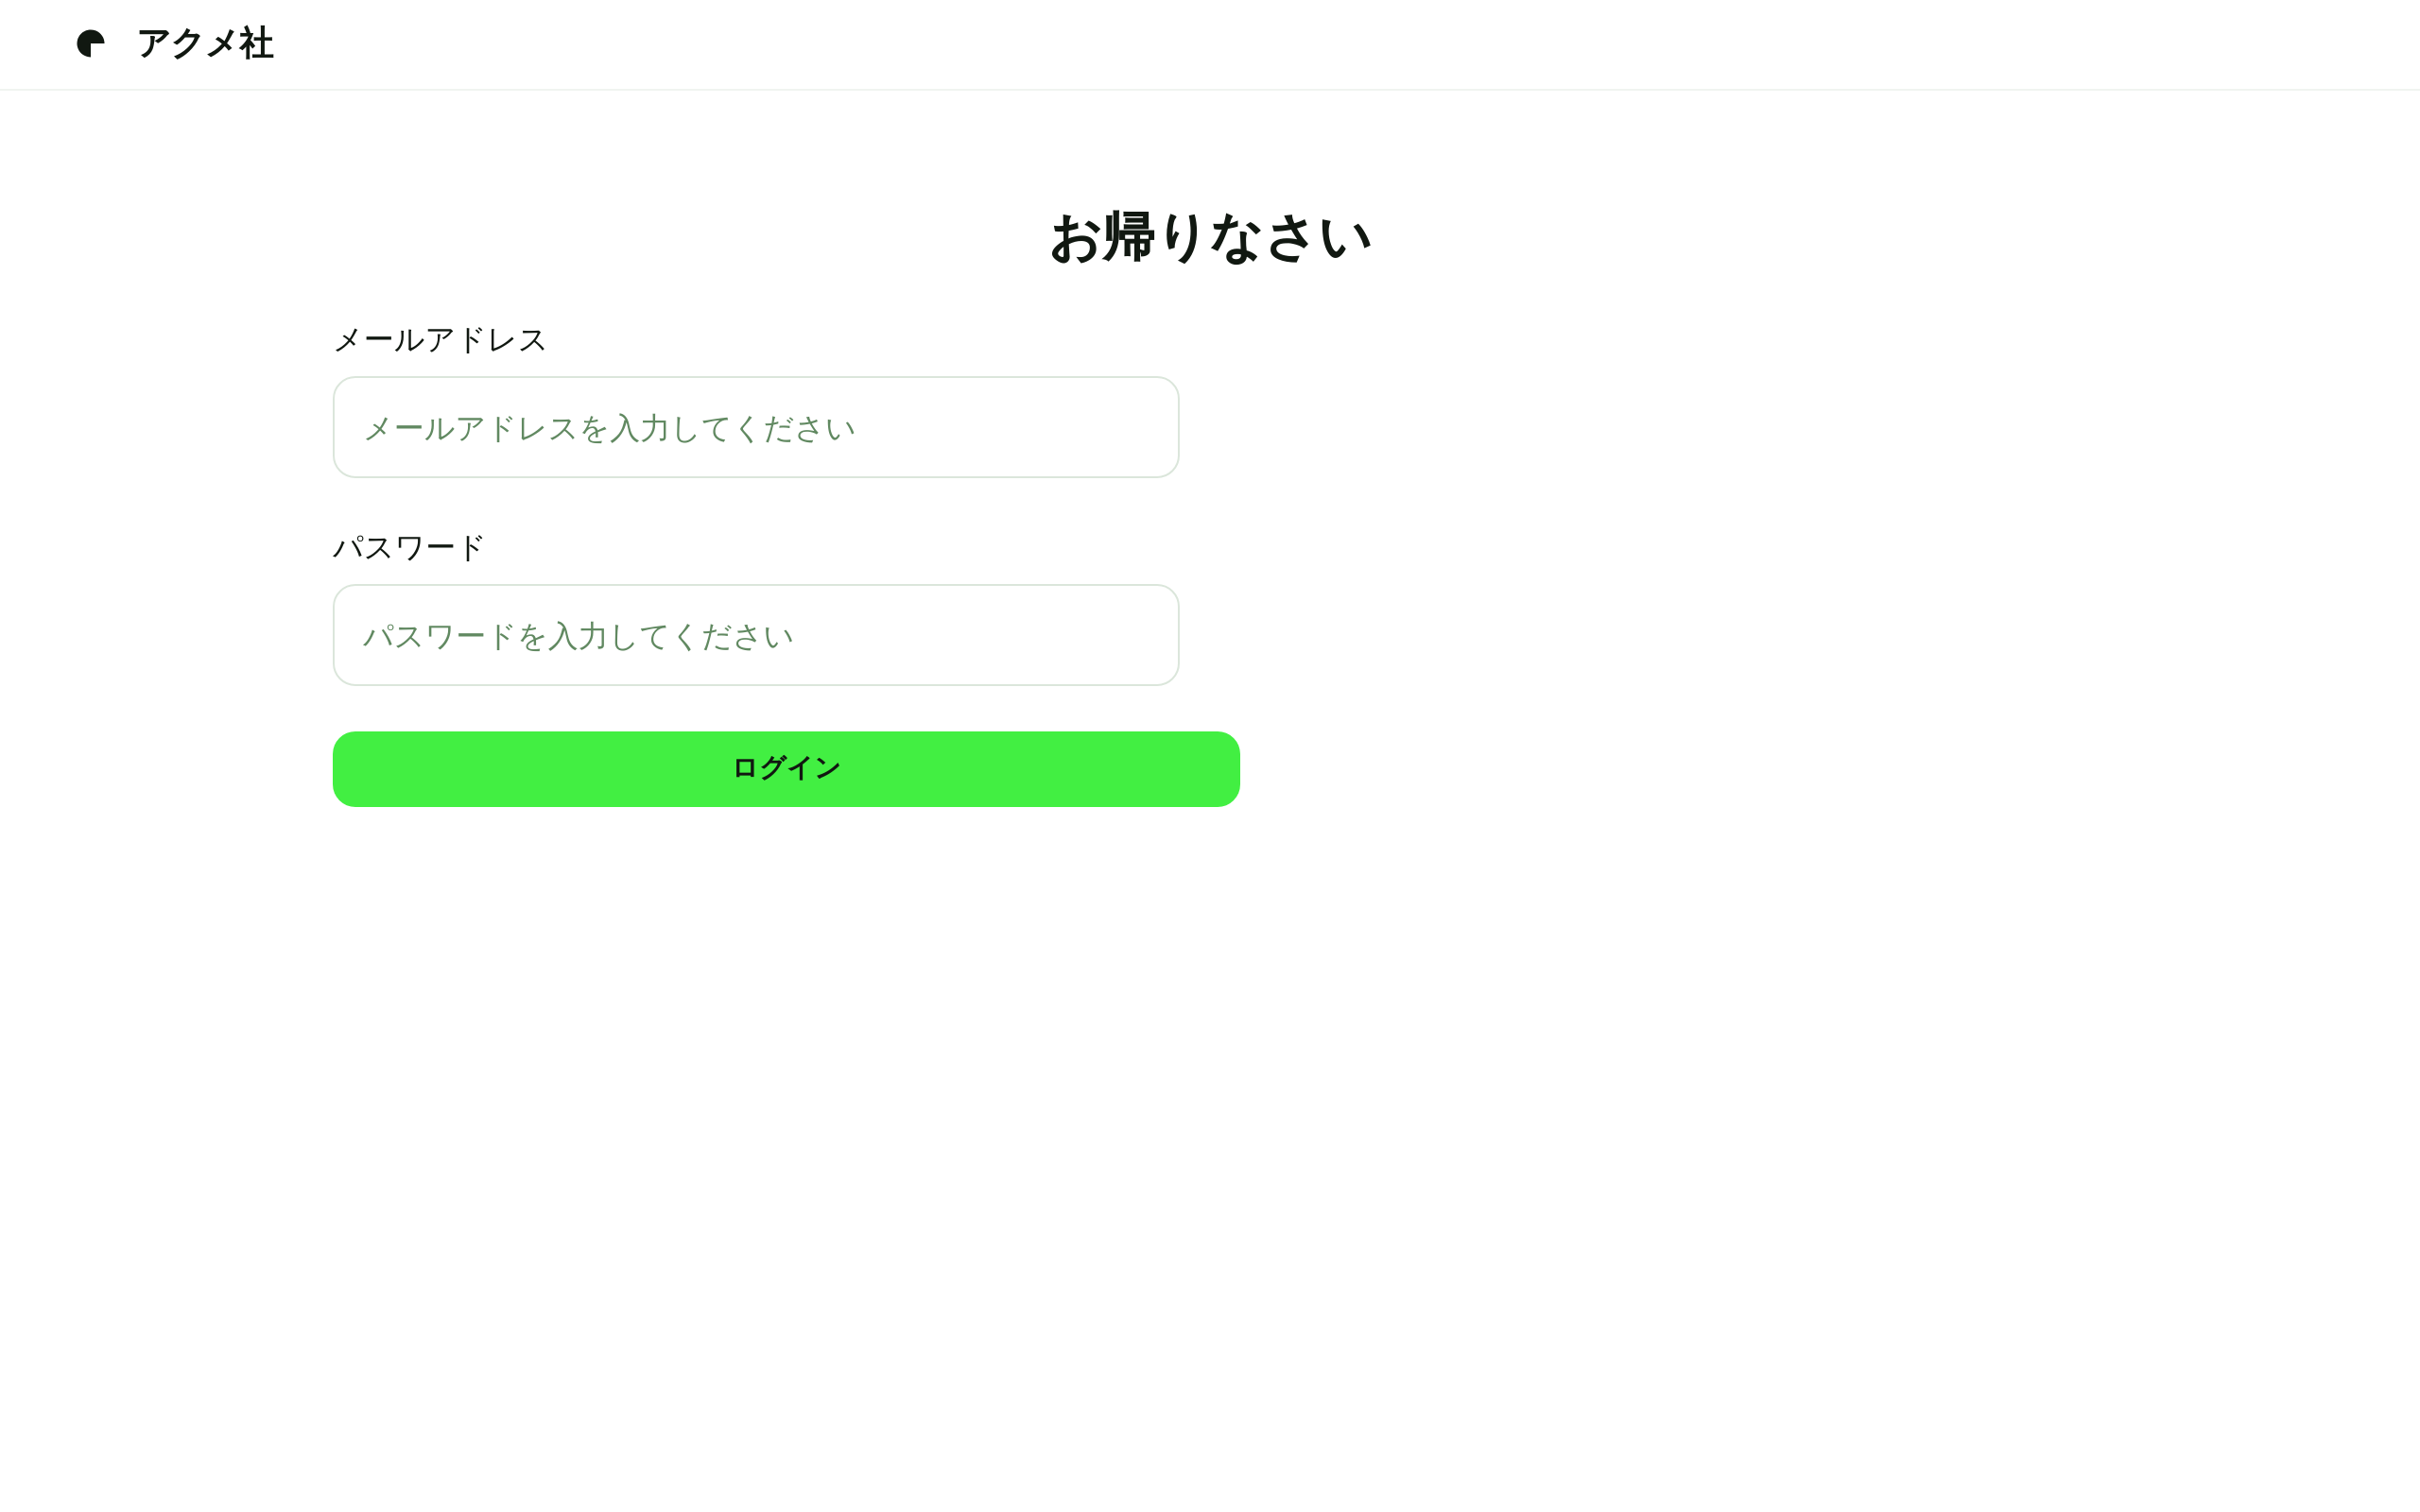 アクメ社
お帰りなさい
メールアドレス
メールアドレスを入力してください
パスワード
パスワードを入力してください
ログイン